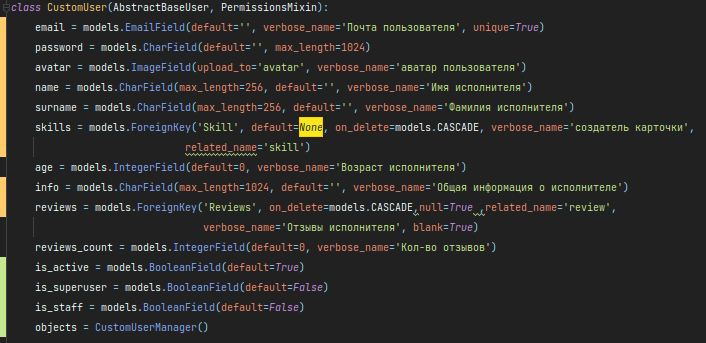 class CustomUser(AbstractBaseUser, PermissionsMixin):
email = models.EmailField(default='', verbose_name='Почта пользователя', unique=True)
password = models.CharField(default='', max_length=1024)
avatar = models.ImageField(upload_to='avatar', verbose_name='аватар пользователя')
name = models.CharField(max_length=256, default='', verbose_name='Имя исполнителя')
surname = models.CharField(max_length=256, default='', verbose_name='Фамилия исполнителя')
skills = models.ForeignKey('Skill', default=None, on_delete=models.CASCADE, verbose_name='создатель карточки',
related_name='skill')
age = models.IntegerField(default=0, verbose_name='Возраст исполнителя')
info = models.CharField(max_length=1024, default='', verbose_name='Общая информация о исполнителе')
reviews = models.ForeignKey('Reviews', on_delete=models.CASCADE,null=True ,related_name='review',
verbose_name='Отзывы исполнителя', blank=True)
reviews_count = models.IntegerField(default=0, verbose_name='Кол-во отзывов')
is_active = models.BooleanField(default=True)
is_superuser = models.BooleanField(default=False)
is_staff = models.BooleanField(default=False)
objects = CustomUserManager()